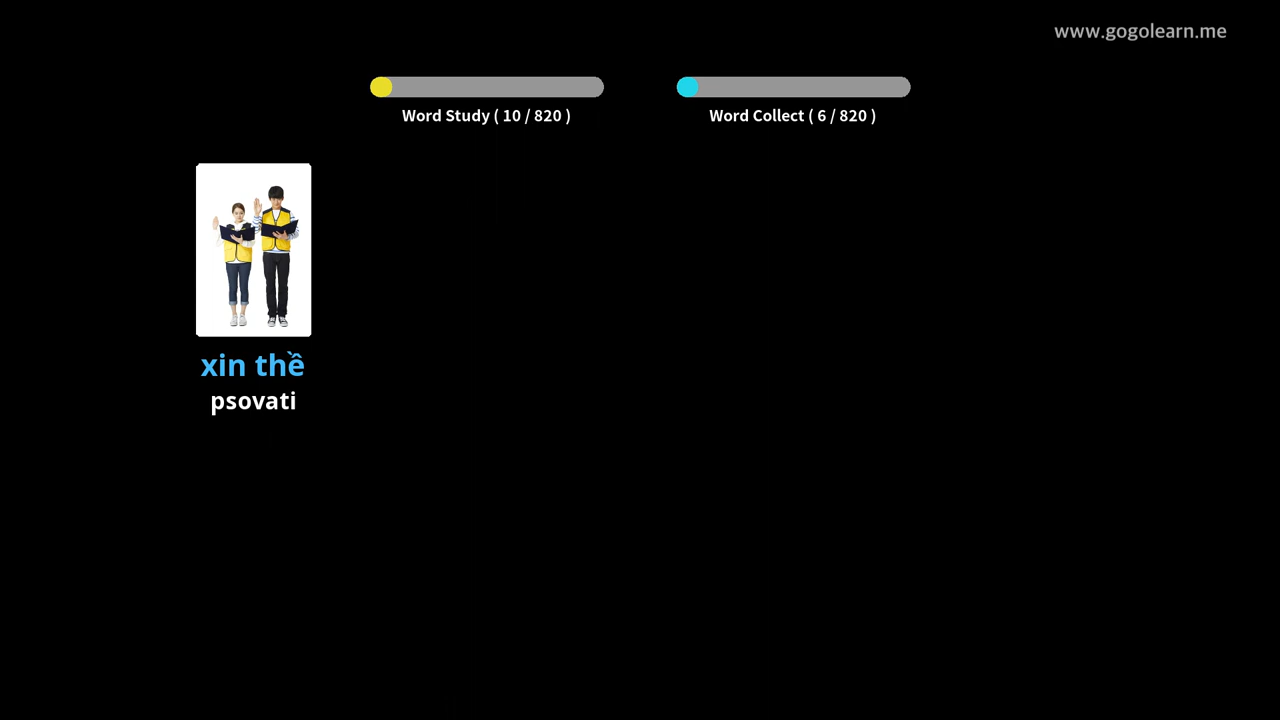 www.gogolearn.me
Word Study ( 10 / 820 )
Word Collect ( 6 / 820 )
xin thề
psovati